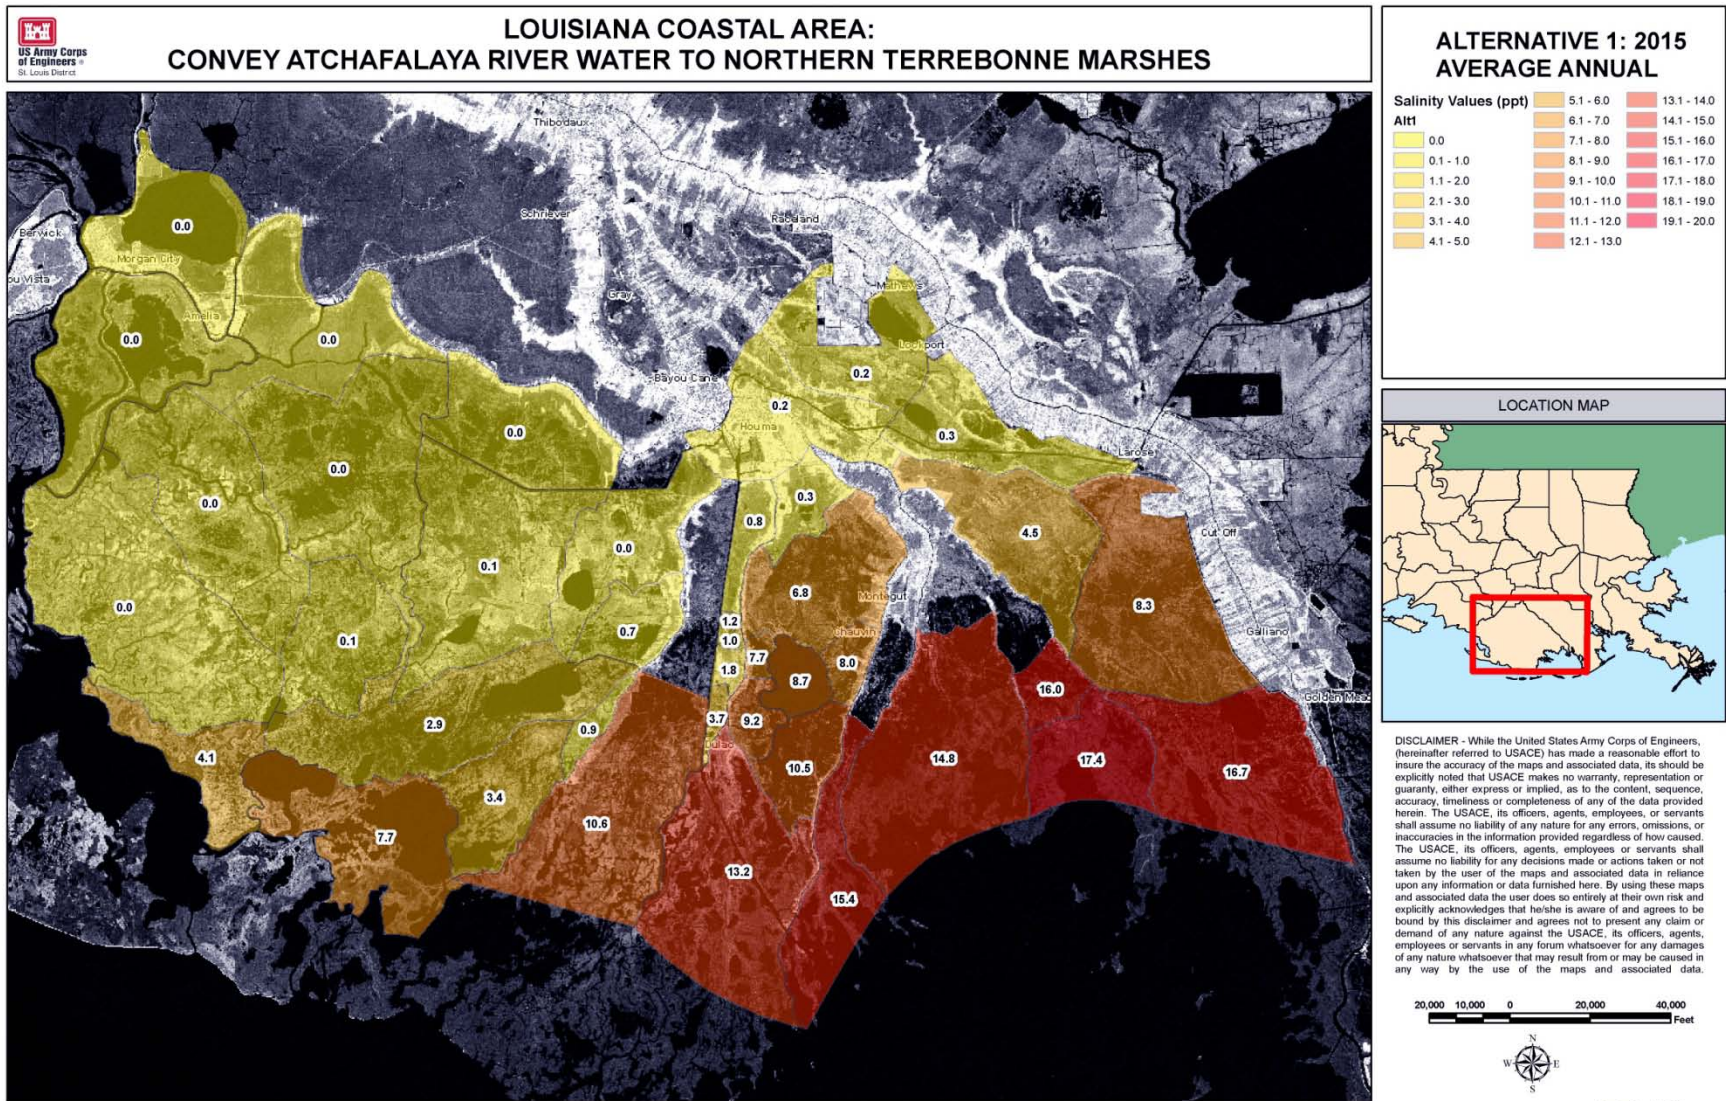 US Army Corps
of Engineers ®
St. Louis District
LOUISIANA COASTAL AREA:
CONVEY ATCHAFALAYA RIVER WATER TO NORTHERN TERREBONNE MARSHES
ALTERNATIVE 1: 2015
AVERAGE ANNUAL
Salinity Values (ppt)
Alt1
0.0
0.1 - 1.0
1.1 - 2.0
2.1 - 3.0
3.1 - 4.0
4.1 - 5.0
5.1 - 6.0
6.1 - 7.0
7.1 - 8.0
8.1 - 9.0
9.1 - 10.0
10.1 - 11.0
11.1 - 12.0
12.1 - 13.0
13.1 - 14.0
14.1 - 15.0
15.1 - 16.0
16.1 - 17.0
17.1 - 18.0
18.1 - 19.0
19.1 - 20.0
Thibodaux
Schriever
Raceland
0.0
Berwick
Morgan City
ou Vista
Gray
Mathews
Amelia
0.0
0.0
Lockport
0.2
Bayou Cane
0.2
Houma
0.0
0.3
Larose
0.0
0.0
0.3
0.8
4.5
Cut Off
0.0
0.1
6.8
Montegut
0.0
8.3
1.2
0.7
Chauvin
Galliano
0.1
1.0
7.7
8.0
1.8
8.7
16.0
Golden Mead
2.9
0.9
3.7
9.2
Dulac
4.1
10.5
14.8
17.4
16.7
3.4
10.6
7.7
13.2
15.4
LOCATION MAP
DISCLAIMER - While the United States Army Corps of Engineers,
(hereinafter referred to USACE) has made a reasonable effort to
insure the accuracy of the maps and associated data, its should be
explicitly noted that USACE makes no warranty, representation or
guaranty, either express or implied, as to the content, sequence,
accuracy, timeliness or completeness of any of the data provided
herein. The USACE, its officers, agents, employees, or servants
shall assume no liability of any nature for any errors, omissions, or
inaccuracies in the information provided regardless of how caused.
The USACE, its officers, agents, employees or servants shall
assume no liability for any decisions made or actions taken or not
taken by the user of the maps and associated data in reliance
upon any information or data furnished here. By using these maps
and associated data the user does so entirely at their own risk and
explicitly acknowledges that he/she is aware of and agrees to be
bound by this disclaimer and agrees not to present any claim or
demand of any nature against the USACE, its officers, agents,
employees or servants in any forum whatsoever for any damages
of any nature whatsoever that may result from or may be caused in
any way by the use of the maps and associated data.
20,000 10,000 0 20,000 40,000
Feet
N
W E
S